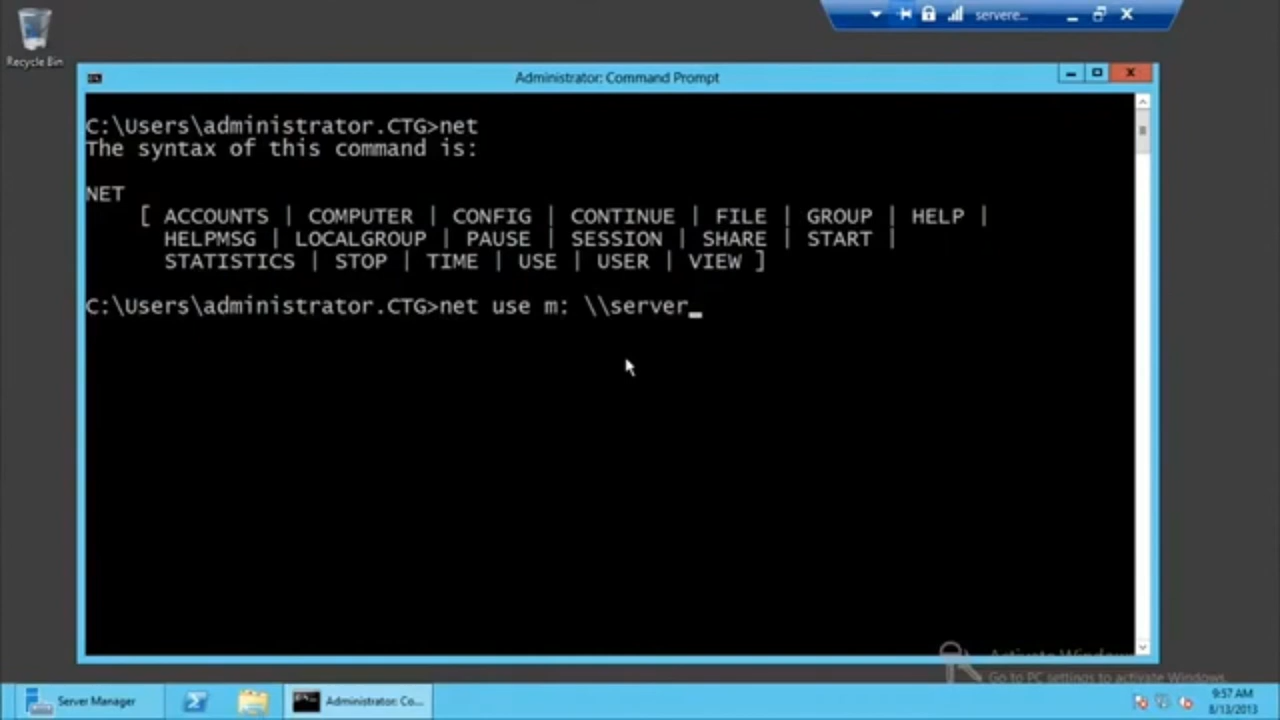 servere...
Recycle Bin
Administrator: Command Prompt
C:\Users\administrator.CTG>net
The syntax of this command is:
NET
[ ACCOUNTS | COMPUTER | CONFIG | CONTINUE | FILE | GROUP | HELP |
HELPMSG | LOCALGROUP | PAUSE | SESSION | SHARE | START |
STATISTICS | STOP | TIME | USE | USER | VIEW ]
C:\Users\administrator.CTG>net use m: \\server_
Activate Windows
Go to PC settings to activate Windows.
Server Manager
Administrator: Co...
9:57 AM
8/13/2013